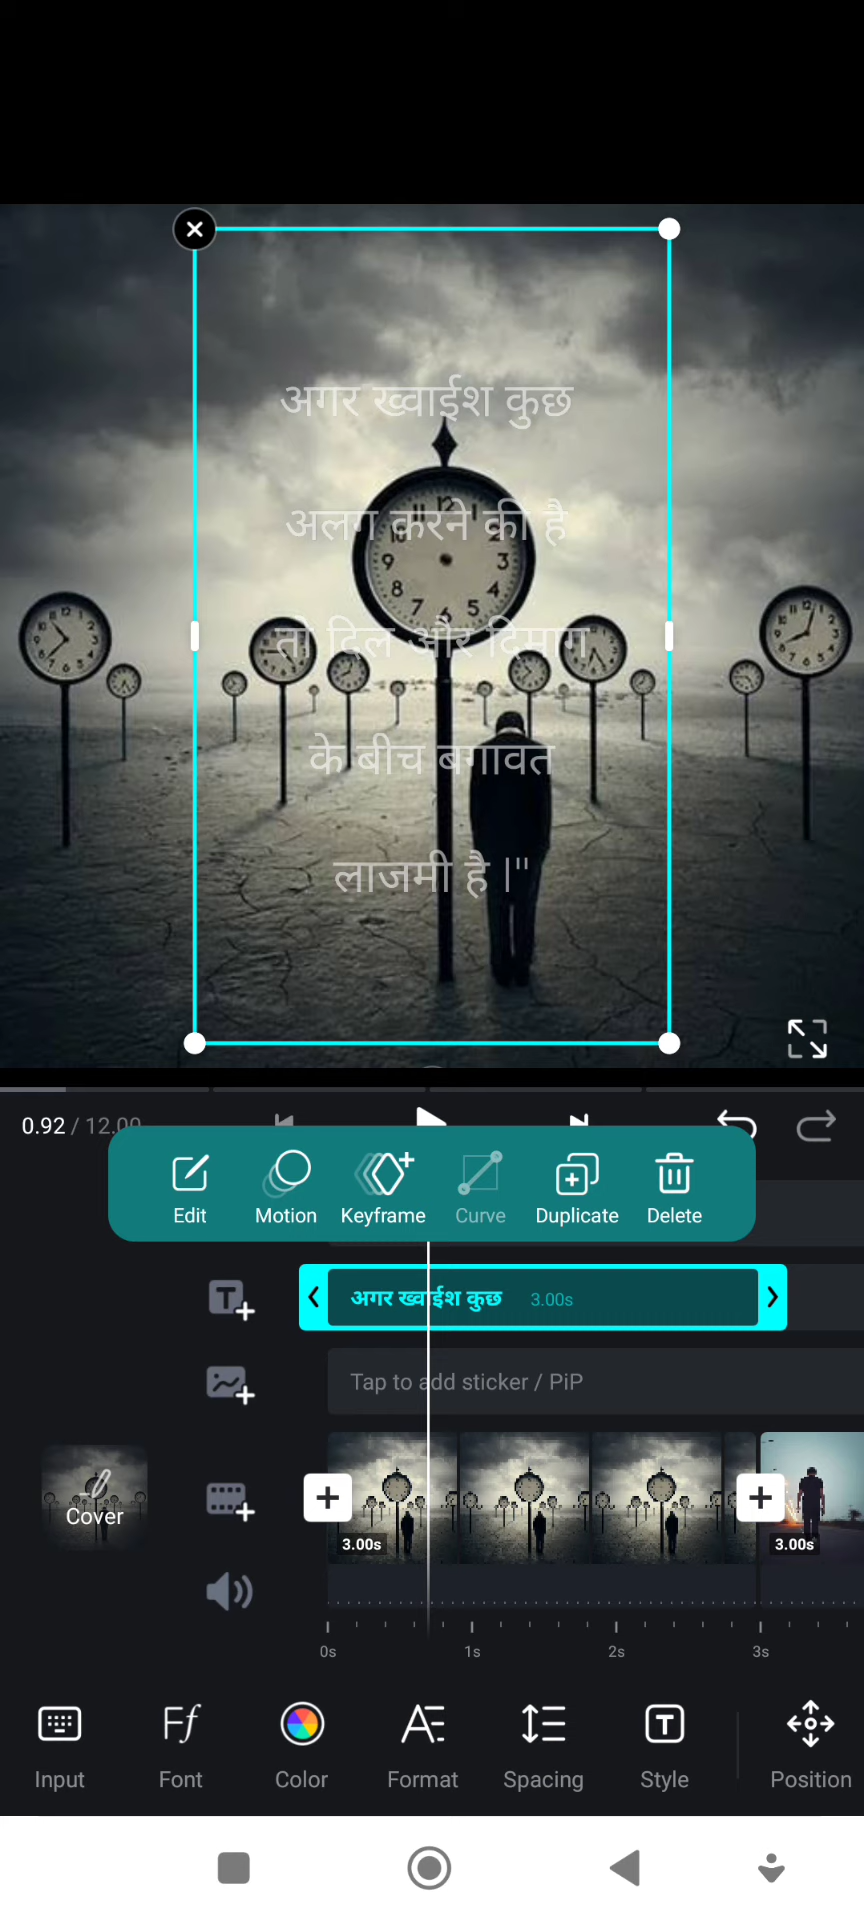 अगर ख्वाईश कुछ
अलग करने की है
तो दिल और दिमाग
के बीच बगावत
लाजमी है |"
0.92 / 12.00
Edit
Motion
Keyframe
Curve
Duplicate
Delete
अगर ख्वाईश कुछ 3.00s
Tap to add sticker / PiP
Cover
3.00s
3.00s
0s 1s 2s 3s
Input
Font
Color
Format
Spacing
Style
Position